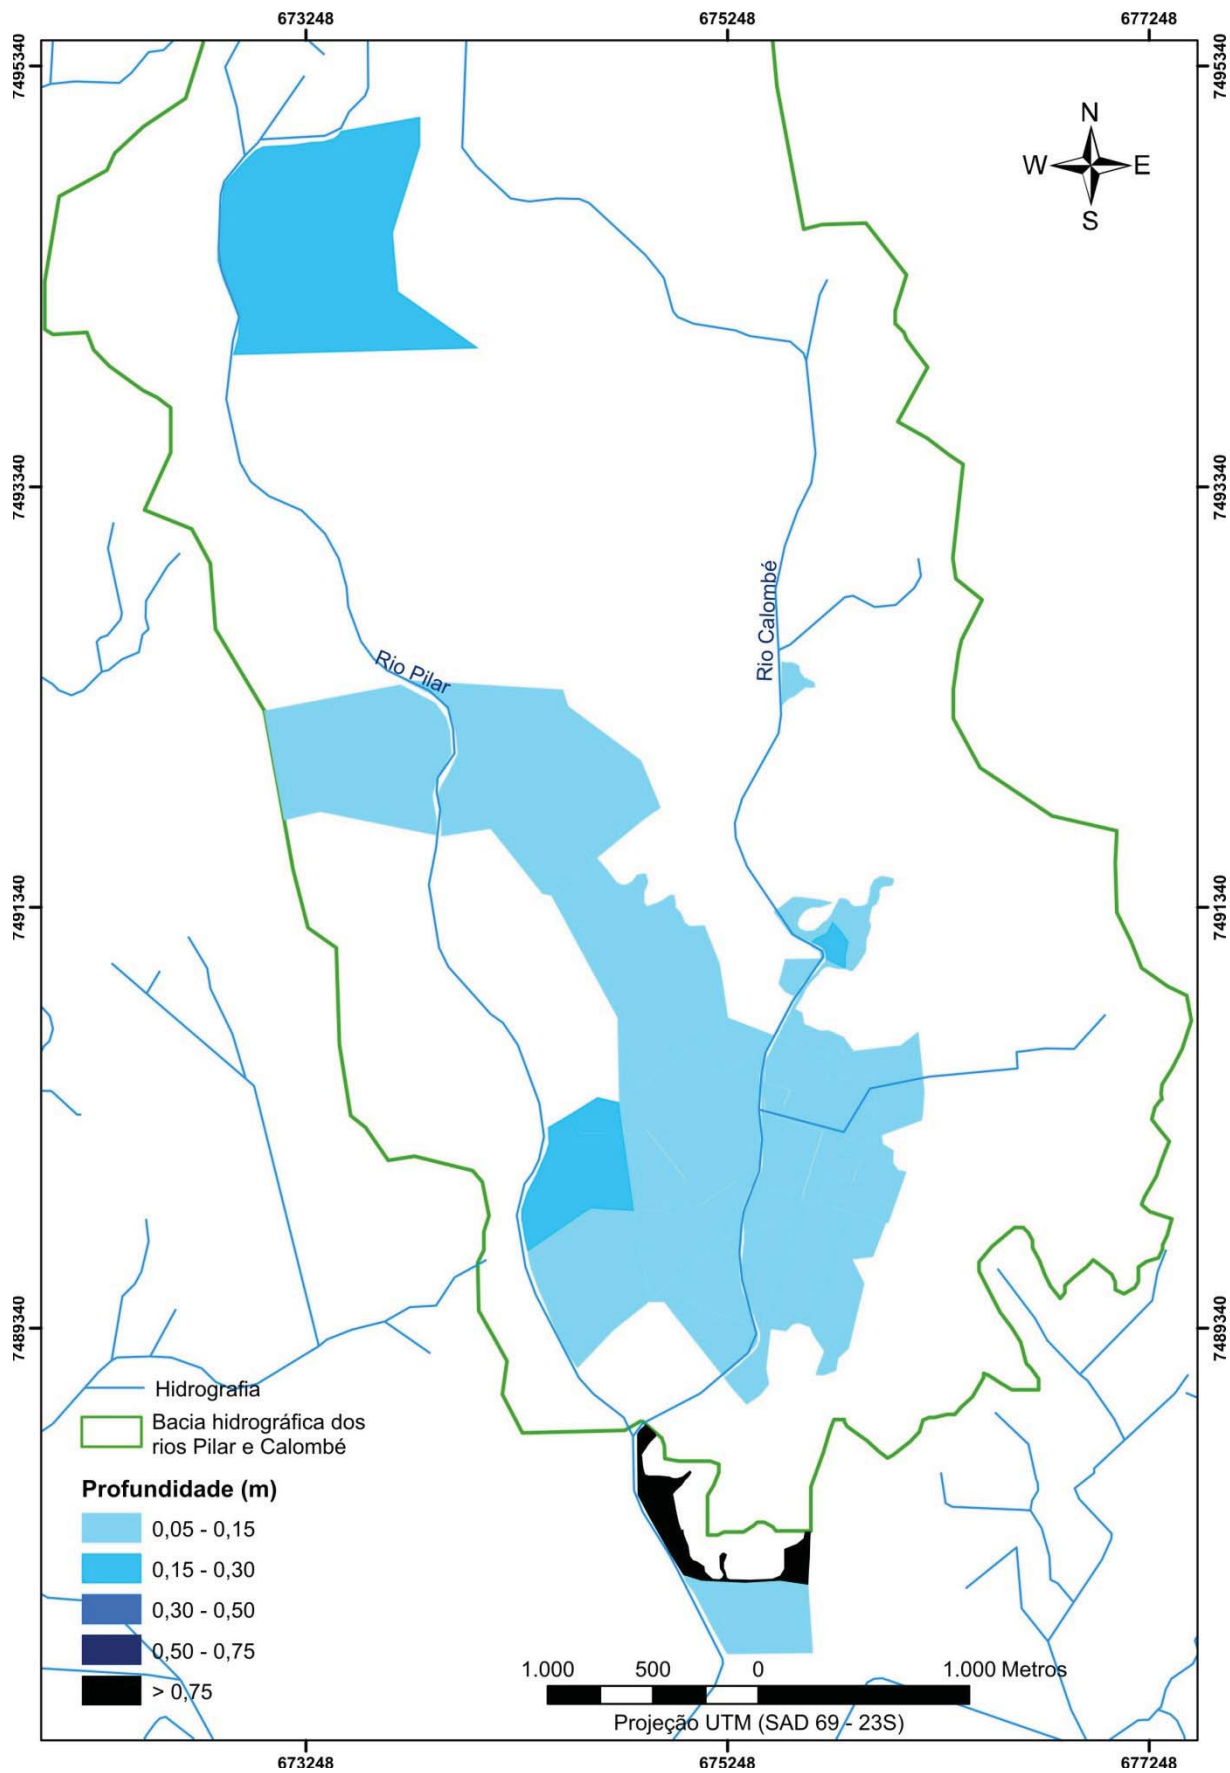 673248
675248
677248
7495340
7495340
N
W
E
S
7493340
7493340
Rio Calombé
Rio Pilar
7491340
7491340
7489340
7489340
Hidrografia
Bacia hidrográfica dos
rios Pilar e Calombé
Profundidade (m)
0,05 - 0,15
0,15 - 0,30
0,30 - 0,50
0,50 - 0,75
> 0,75
1.000 500 0 1.000 Metros
Projeção UTM (SAD 69 - 23S)
673248
675248
677248